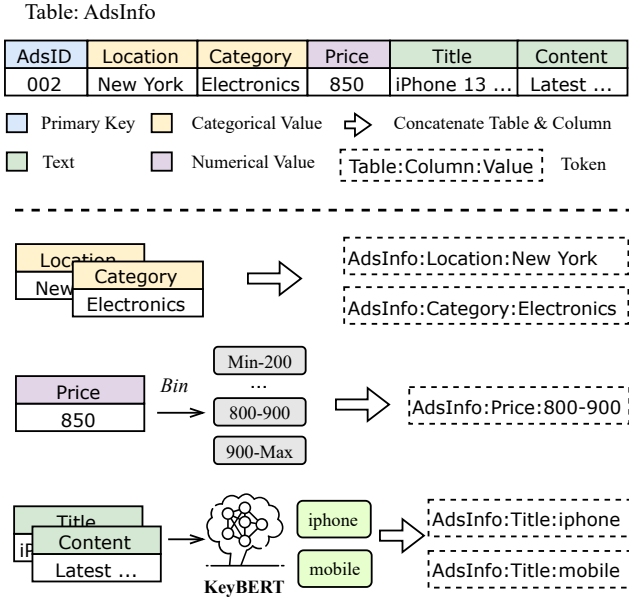 Table: AdsInfo
AdsID Location Category Price Title Content
002 New York Electronics 850 iPhone 13 ... Latest ...
Primary Key Categorical Value Concatenate Table & Column
Text Numerical Value Table:Column:Value Token
Location
New
Category
Electronics
AdsInfo:Location:New York
AdsInfo:Category:Electronics
Price
850
Bin
Min-200
...
800-900
900-Max
AdsInfo:Price:800-900
Title
iP
Content
Latest ...
KeyBERT
iphone
mobile
AdsInfo:Title:iphone
AdsInfo:Title:mobile